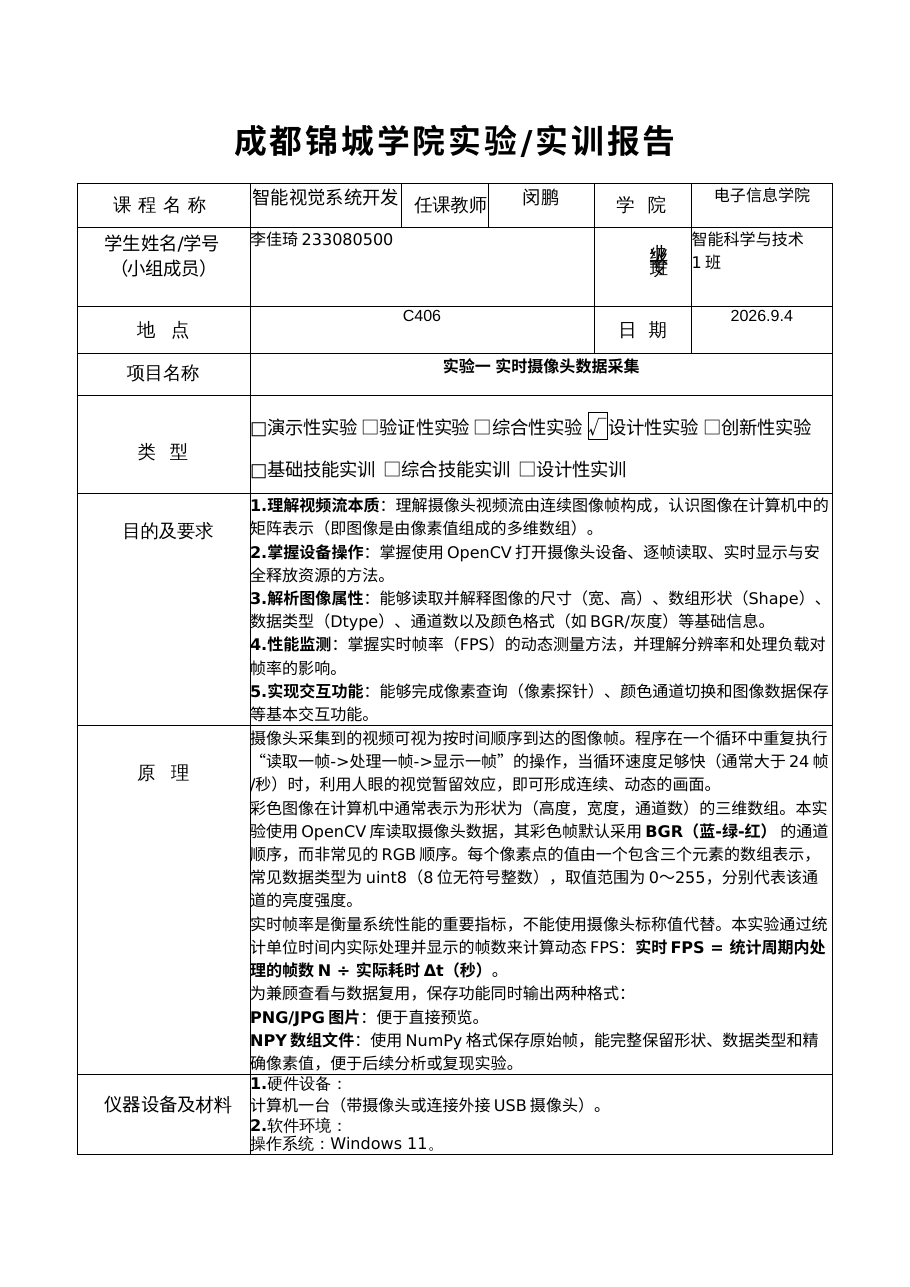 成都锦城学院实验/实训报告
课 程 名 称 智能视觉系统开发 任课教师 闵鹏 学 院 电子信息学院
学生姓名/学号 李佳琦 233080500 智能科学与技术
（小组成员） 1 班
地 点 C406 日 期 2026.9.4
项目名称 实验一 实时摄像头数据采集
类 型
□演示性实验 □验证性实验 □综合性实验 √设计性实验 □创新性实验
□基础技能实训 □综合技能实训 □设计性实训
目的及要求
1.理解视频流本质：理解摄像头视频流由连续图像帧构成，认识图像在计算机中的
矩阵表示（即图像是由像素值组成的多维数组）。
2.掌握设备操作：掌握使用 OpenCV 打开摄像头设备、逐帧读取、实时显示与安
全释放资源的方法。
3.解析图像属性：能够读取并解释图像的尺寸（宽、高）、数组形状（Shape）、
数据类型（Dtype）、通道数以及颜色格式（如 BGR/灰度）等基础信息。
4.性能监测：掌握实时帧率（FPS）的动态测量方法，并理解分辨率和处理负载对
帧率的影响。
5.实现交互功能：能够完成像素查询（像素探针）、颜色通道切换和图像数据保存
等基本交互功能。
原 理
摄像头采集到的视频可视为按时间顺序到达的图像帧。程序在一个循环中重复执行
“读取一帧->处理一帧->显示一帧”的操作，当循环速度足够快（通常大于 24 帧
/秒）时，利用人眼的视觉暂留效应，即可形成连续、动态的画面。
彩色图像在计算机中通常表示为形状为（高度，宽度，通道数）的三维数组。本实
验使用 OpenCV 库读取摄像头数据，其彩色帧默认采用 BGR（蓝-绿-红） 的通道
顺序，而非常见的 RGB 顺序。每个像素点的值由一个包含三个元素的数组表示，
常见数据类型为 uint8（8 位无符号整数），取值范围为 0～255，分别代表该通
道的亮度强度。
实时帧率是衡量系统性能的重要指标，不能使用摄像头标称值代替。本实验通过统
计单位时间内实际处理并显示的帧数来计算动态 FPS：实时 FPS = 统计周期内处
理的帧数 N ÷ 实际耗时 Δt（秒）。
为兼顾查看与数据复用，保存功能同时输出两种格式：
PNG/JPG 图片：便于直接预览。
NPY 数组文件：使用 NumPy 格式保存原始帧，能完整保留形状、数据类型和精
确像素值，便于后续分析或复现实验。
仪器设备及材料
1.硬件设备：
计算机一台（带摄像头或连接外接 USB 摄像头）。
2.软件环境：
操作系统：Windows 11。